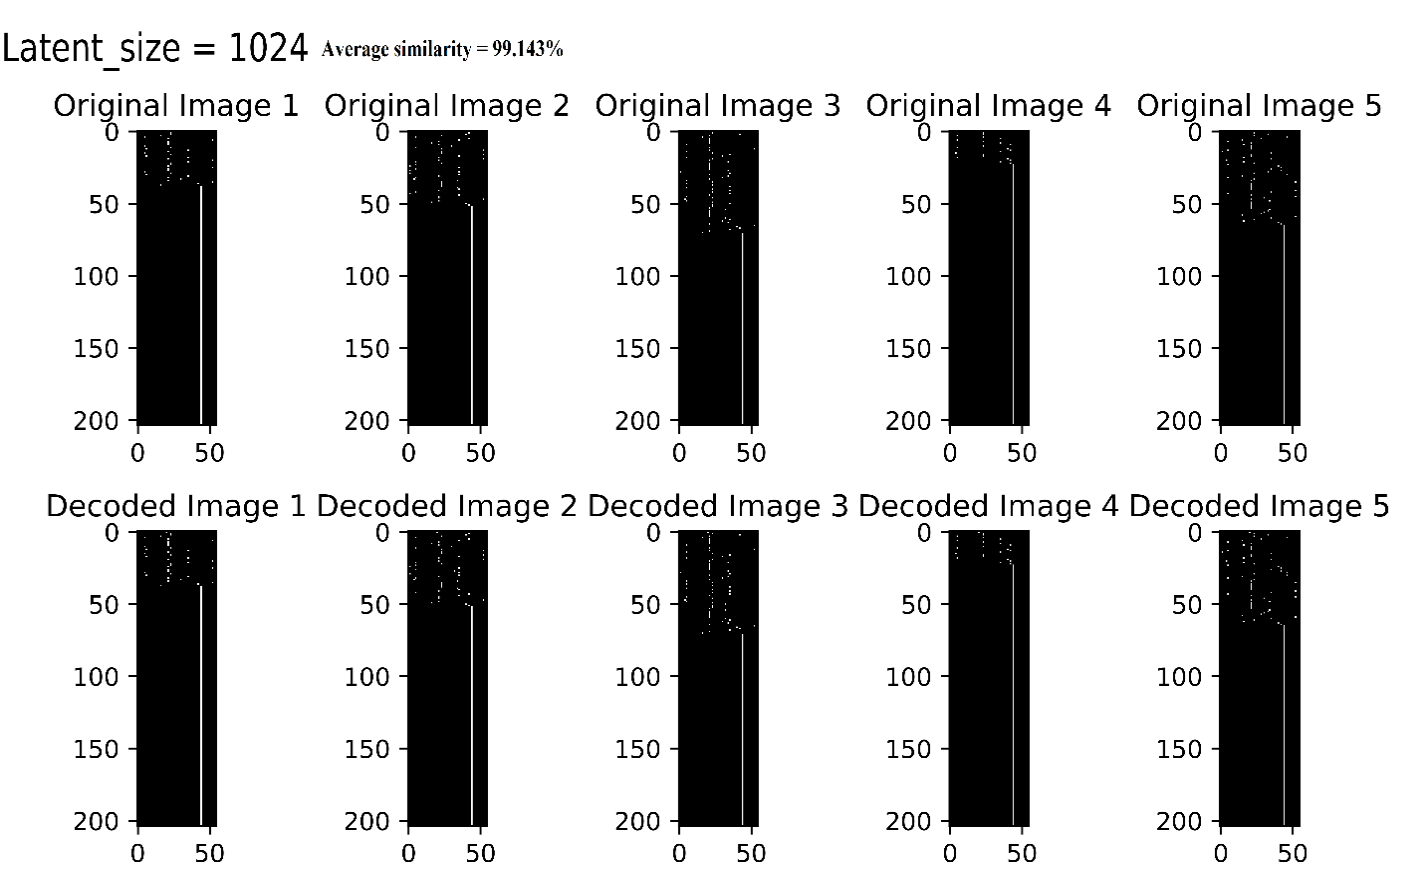 Latent_size = 1024 Average similarity = 99.143%
Original Image 1 Original Image 2 Original Image 3 Original Image 4 Original Image 5
0 0 0 0 0
50 50 50 50 50
100 100 100 100 100
150 150 150 150 150
200 200 200 200 200
0 50 0 50 0 50 0 50 0 50
Decoded Image 1 Decoded Image 2 Decoded Image 3 Decoded Image 4 Decoded Image 5
0 0 0 0 0
50 50 50 50 50
100 100 100 100 100
150 150 150 150 150
200 200 200 200 200
0 50 0 50 0 50 0 50 0 50